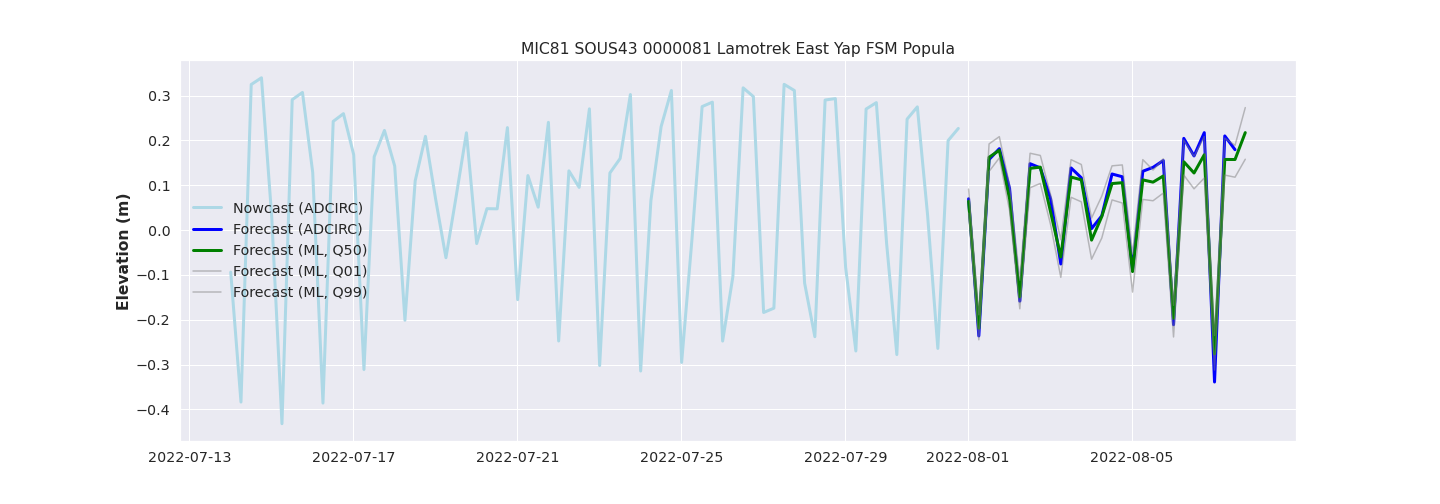 MIC81 SOUS43 0000081 Lamotrek East Yap FSM Popula
Elevation (m)
0.3
0.2
0.1
0.0
−0.1
−0.2
−0.3
−0.4
Nowcast (ADCIRC)
Forecast (ADCIRC)
Forecast (ML, Q50)
Forecast (ML, Q01)
Forecast (ML, Q99)
2022-07-13 2022-07-17 2022-07-21 2022-07-25 2022-07-29 2022-08-01 2022-08-05